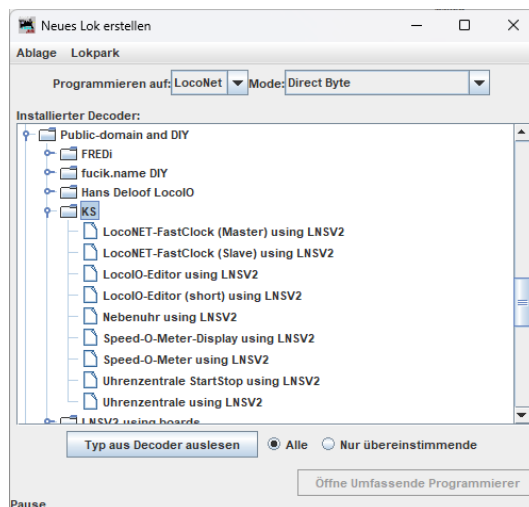 Neues Lok erstellen
Ablage Lokpark
Programmieren auf: LocoNet Mode: Direct Byte
Installierter Decoder:
Public-domain and DIY
FREDi
fucik.name DIY
Hans Deloof LocoIO
KS
LocoNET-FastClock (Master) using LNSV2
LocoNET-FastClock (Slave) using LNSV2
LocoIO-Editor using LNSV2
LocoIO-Editor (short) using LNSV2
Nebenuhr using LNSV2
Speed-O-Meter-Display using LNSV2
Speed-O-Meter using LNSV2
Uhrenzentrale StartStop using LNSV2
Uhrenzentrale using LNSV2
LNSV2 using boards
Typ aus Decoder auslesen Alle Nur übereinstimmende
Öffne Umfassende Programmierer
Pause